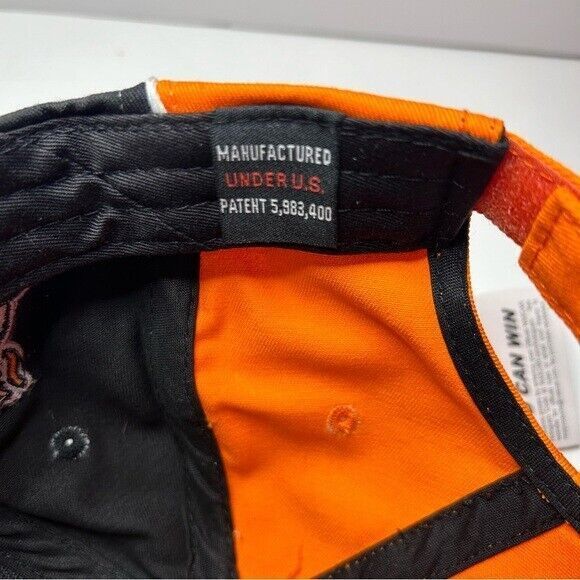 MANUFACTURED
UNDER U.S.
PATENT 5,983,400
CAN WIN